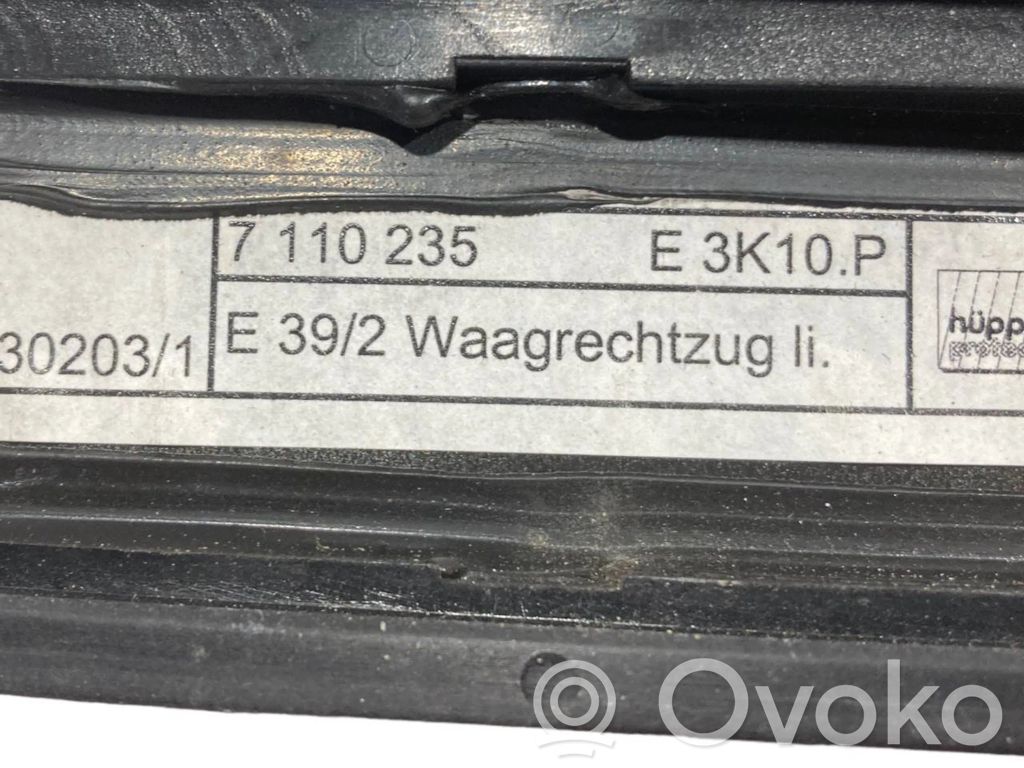 7 110 235 E 3K10.P
30203/1 E 39/2 Waagrechtzug li.
hüpp
© Ovoko